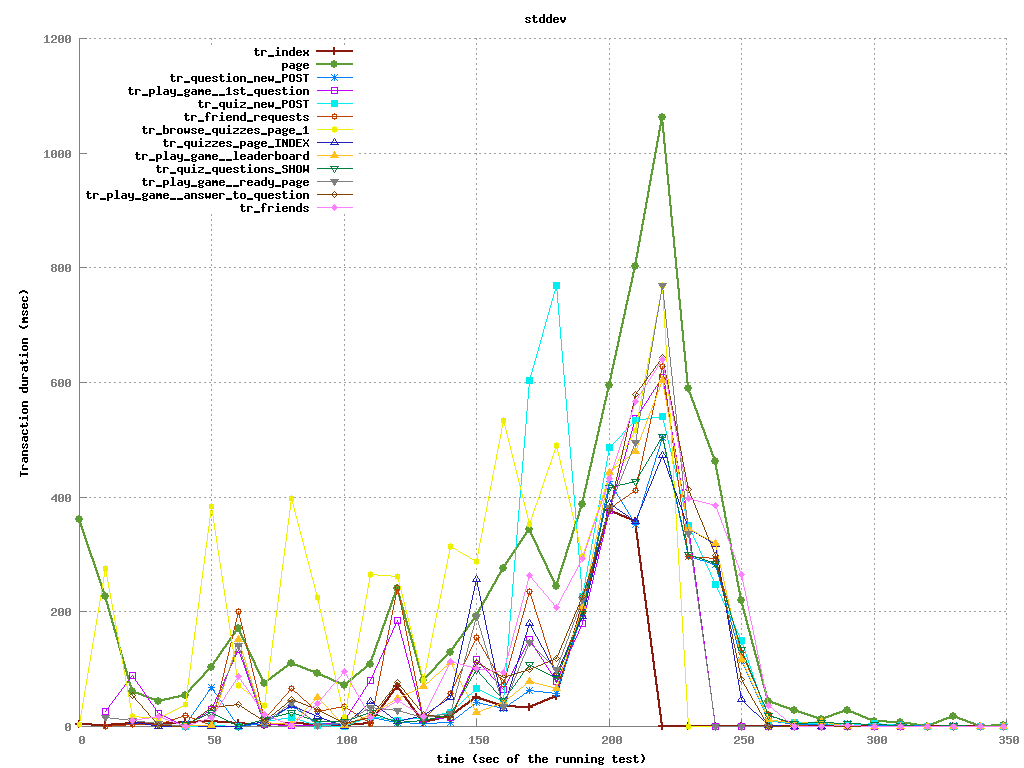 stddev
1200
1000
800
600
400
200
0
Transaction duration (msec)
tr_index
page
tr_question_new_POST
tr_play_game__1st_question
tr_quiz_new_POST
tr_friend_requests
tr_browse_quizzes_page_1
tr_quizzes_page_INDEX
tr_play_game__leaderboard
tr_quiz_questions_SHOW
tr_play_game__ready_page
tr_play_game__answer_to_question
tr_friends
0 50 100 150 200 250 300 350
time (sec of the running test)